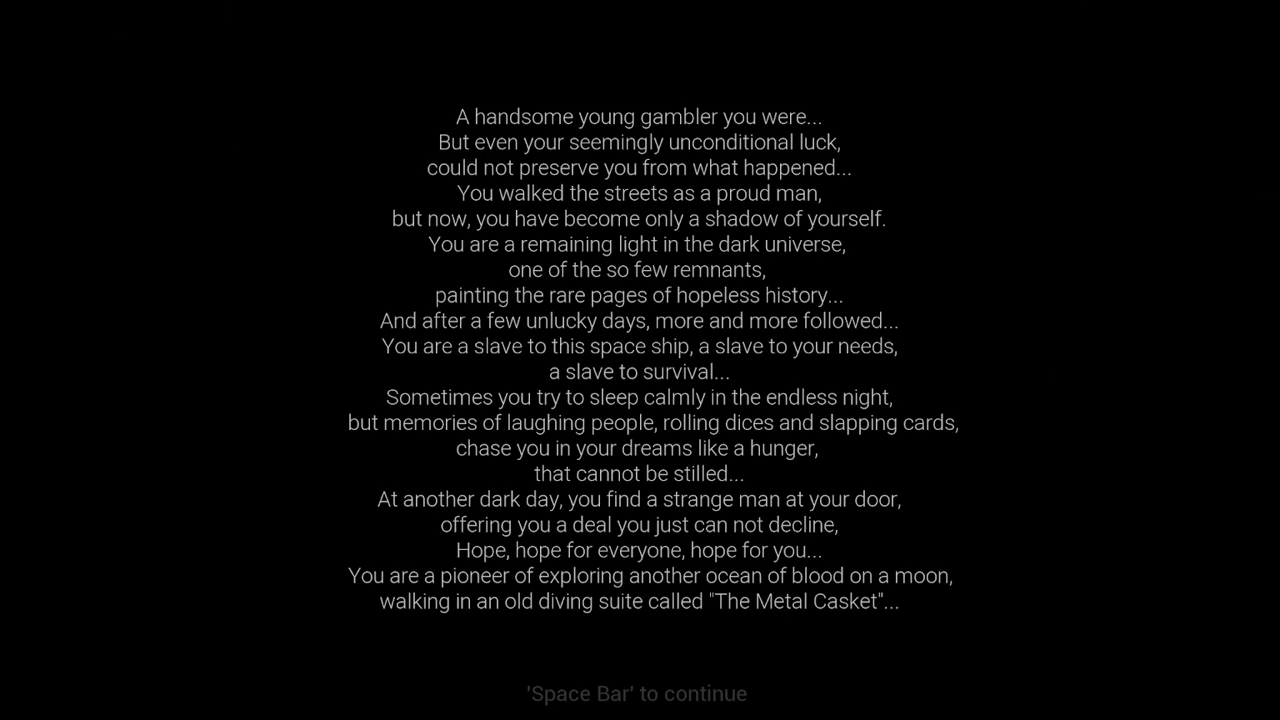 A handsome young gambler you were...
But even your seemingly unconditional luck,
could not preserve you from what happened...
You walked the streets as a proud man,
but now, you have become only a shadow of yourself.
You are a remaining light in the dark universe,
one of the so few remnants,
painting the rare pages of hopeless history...
And after a few unlucky days, more and more followed...
You are a slave to this space ship, a slave to your needs,
a slave to survival...
Sometimes you try to sleep calmly in the endless night,
but memories of laughing people, rolling dices and slapping cards,
chase you in your dreams like a hunger,
that cannot be stilled...
At another dark day, you find a strange man at your door,
offering you a deal you just can not decline,
Hope, hope for everyone, hope for you...
You are a pioneer of exploring another ocean of blood on a moon,
walking in an old diving suite called "The Metal Casket"...
'Space Bar' to continue